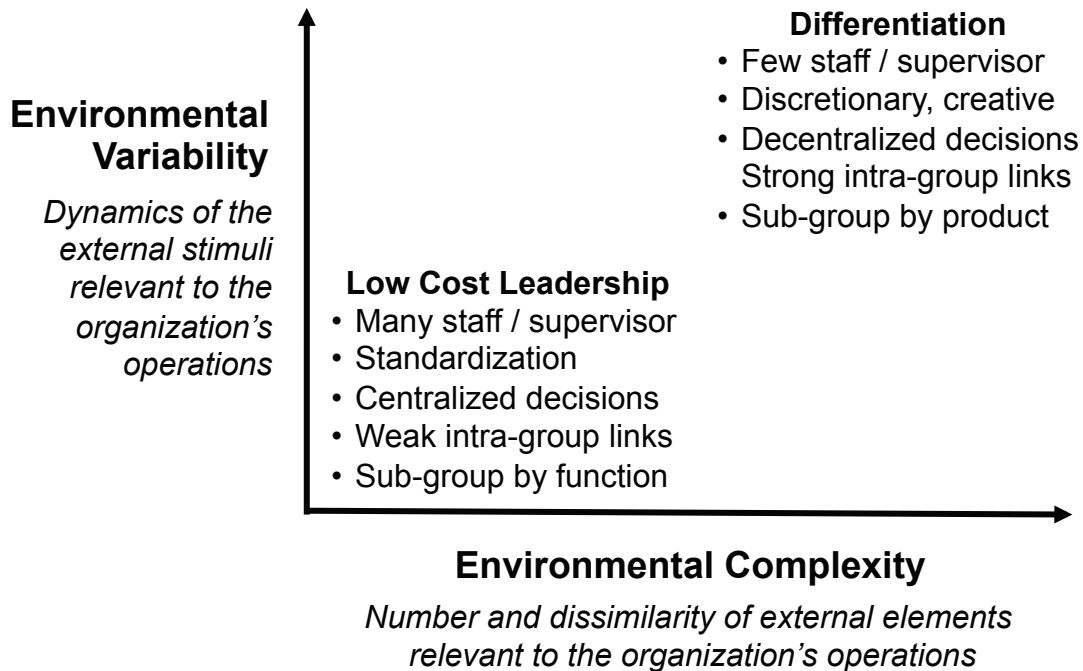 Differentiation
• Few staff / supervisor
• Discretionary, creative
• Decentralized decisions
Strong intra-group links
• Sub-group by product
Environmental
Variability
Dynamics of the
external stimuli
relevant to the
organization’s
operations
Low Cost Leadership
• Many staff / supervisor
• Standardization
• Centralized decisions
• Weak intra-group links
• Sub-group by function
Environmental Complexity
Number and dissimilarity of external elements
relevant to the organization’s operations